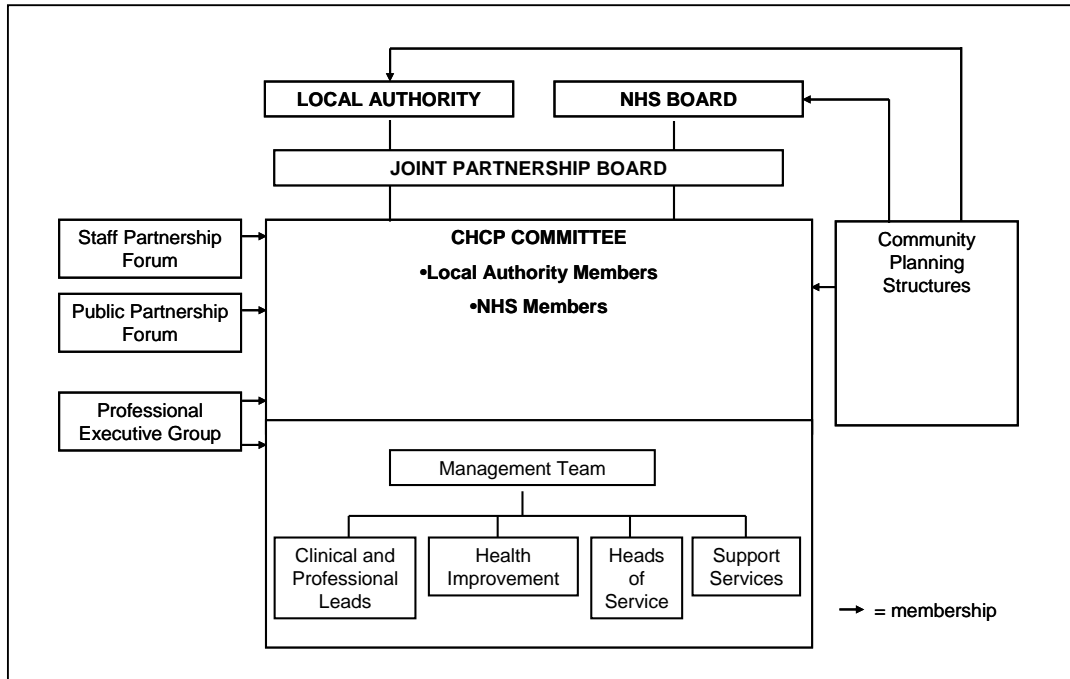 LOCAL AUTHORITY
NHS BOARD
JOINT PARTNERSHIP BOARD
Staff Partnership
Forum
Public Partnership
Forum
Professional
Executive Group
CHCP COMMITTEE
•Local Authority Members
•NHS Members
Community
Planning
Structures
Management Team
Clinical and
Professional
Leads
Health
Improvement
Heads
of
Service
Support
Services
= membership